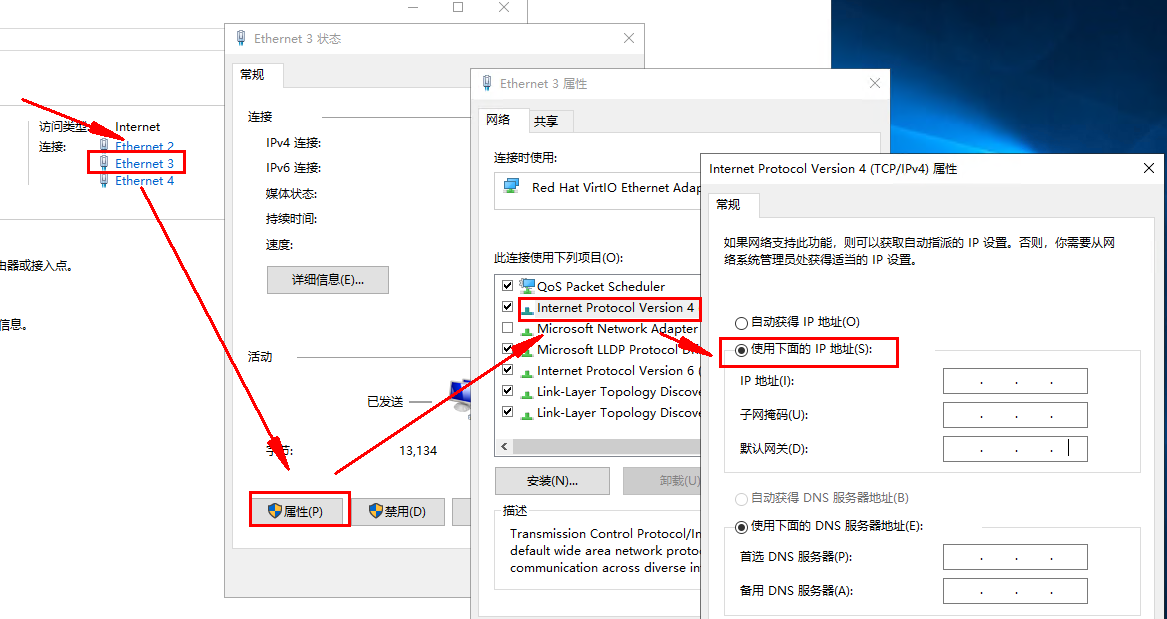 访问类型:
Internet
连接:
Ethernet 2
Ethernet 3
Ethernet 4
由器或接入点。
信息。
Ethernet 3 状态
常规
连接
IPv4 连接:
IPv6 连接:
媒体状态:
持续时间:
速度:
详细信息(E)...
活动
已发送
字节:
13,134
属性(P)
禁用(D)
Ethernet 3 属性
网络
共享
连接时使用:
Red Hat VirtIO Ethernet Adap
此连接使用下列项目(O):
QoS Packet Scheduler
Internet Protocol Version 4
Microsoft Network Adapter
Microsoft LLDP Protocol
Internet Protocol Version 6 (
Link-Layer Topology Discove
Link-Layer Topology Discove
安装(N)...
卸载(U)
描述
Transmission Control Protocol/In
default wide area network proto
communication across diverse in
Internet Protocol Version 4 (TCP/IPv4) 属性
常规
如果网络支持此功能，则可以获取自动指派的 IP 设置。否则，你需要从网
络系统管理员处获得适当的 IP 设置。
自动获得 IP 地址(O)
使用下面的 IP 地址(S):
IP 地址(I):
子网掩码(U):
默认网关(D):
自动获得 DNS 服务器地址(B)
使用下面的 DNS 服务器地址(E):
首选 DNS 服务器(P):
备用 DNS 服务器(A):